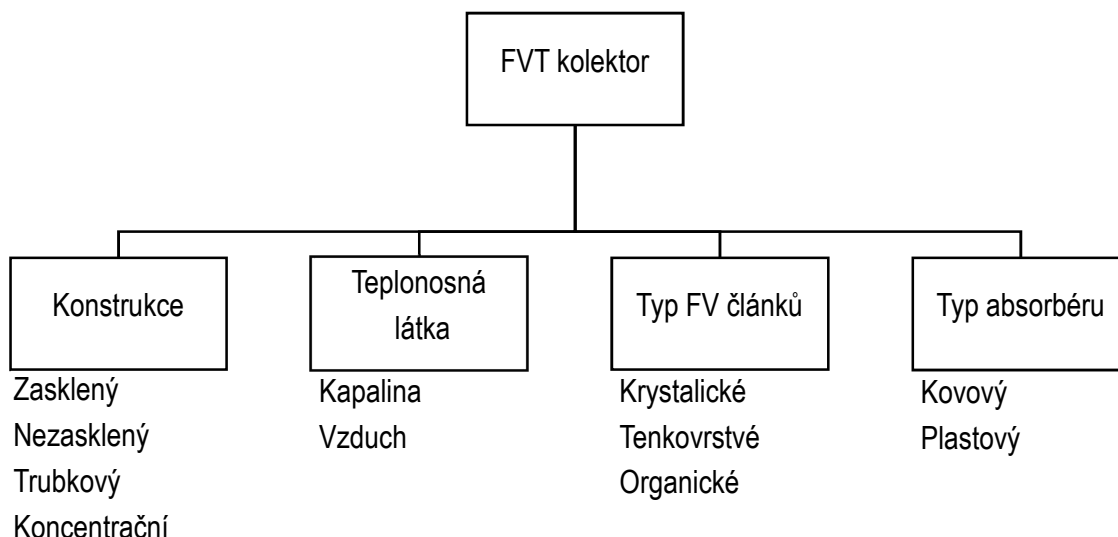 FVT kolektor
Konstrukce
Zasklený
Nezasklený
Trubkový
Koncentrační
Teplonosná
látka
Kapalina
Vzduch
Typ FV článků
Krystalické
Tenkovrstvé
Organické
Typ absorbéru
Kovový
Plastový